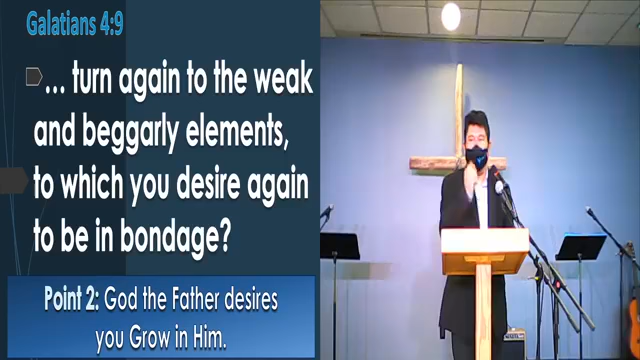 Galatians 4:9
... turn again to the weak
and beggarly elements,
to which you desire again
to be in bondage?
Point 2: God the Father desires
you Grow in Him.